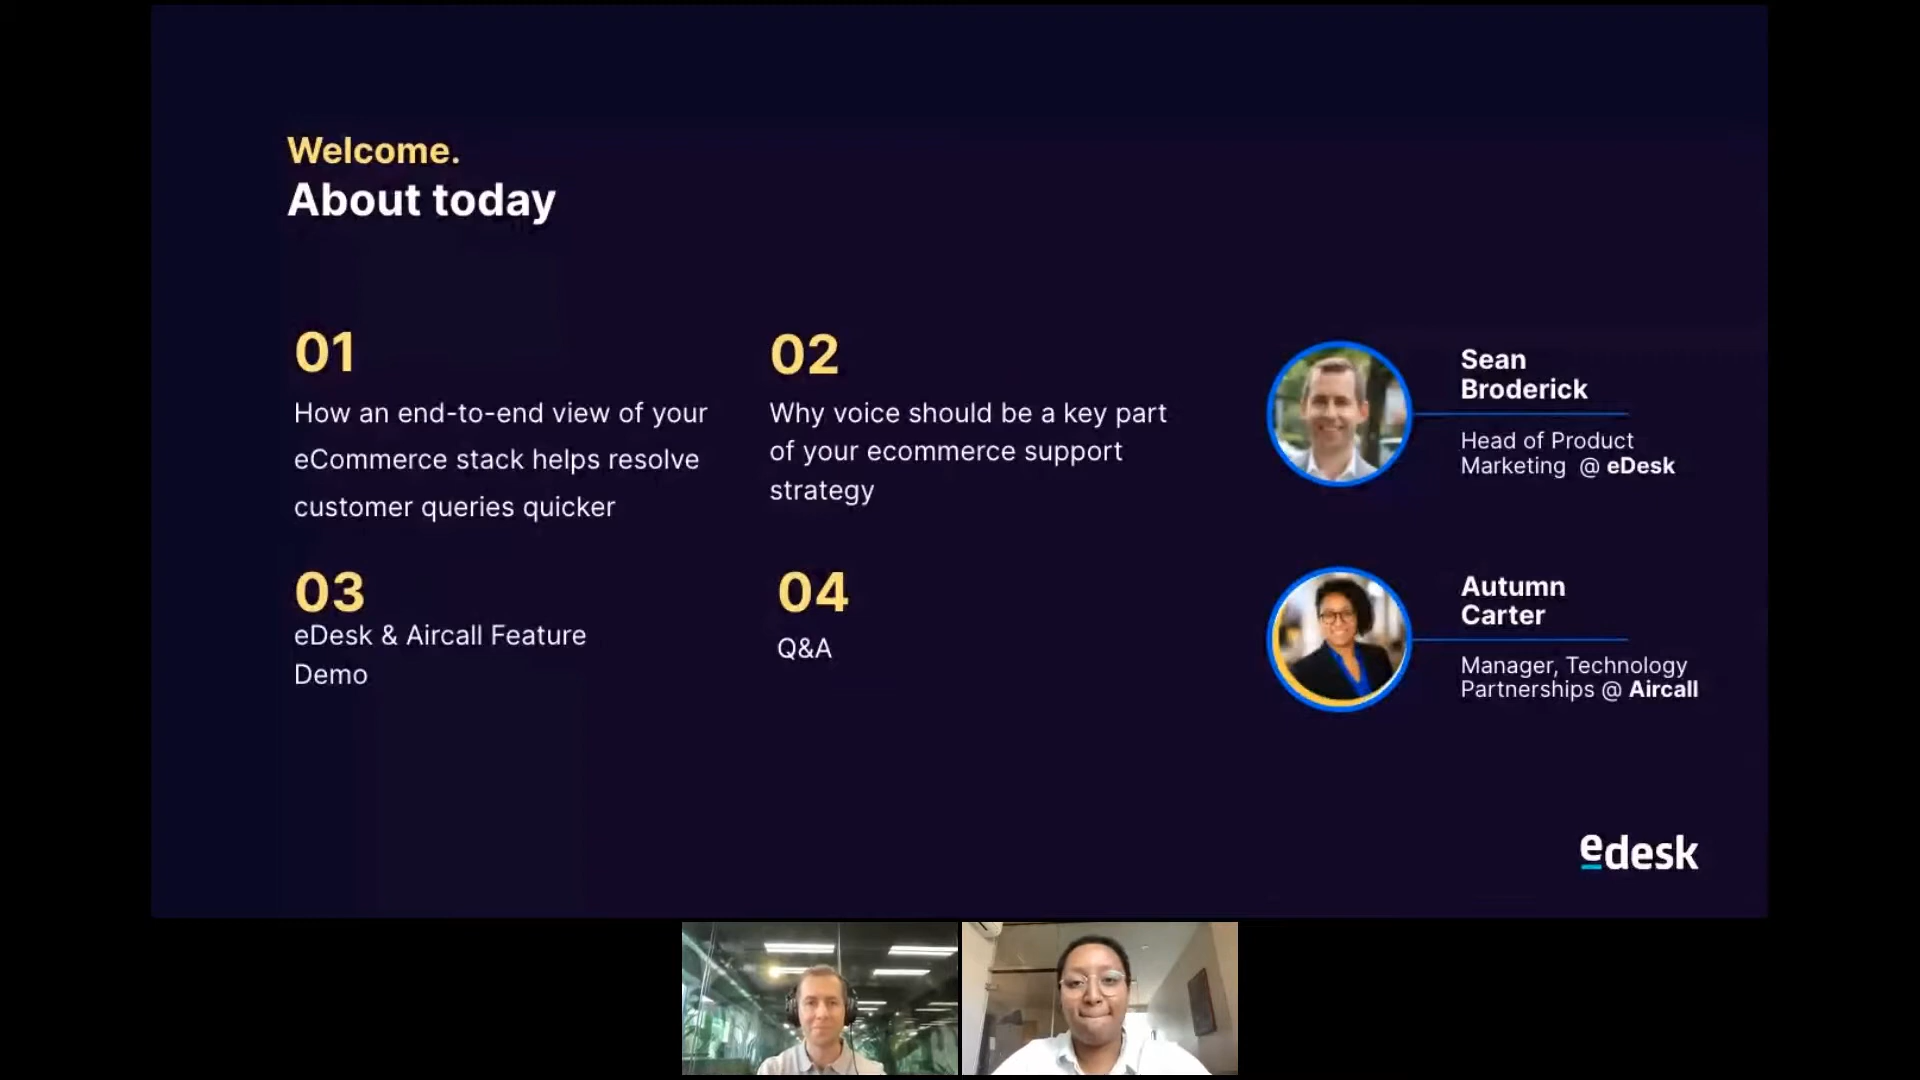 Welcome.
About today
01
How an end-to-end view of your
eCommerce stack helps resolve
customer queries quicker
02
Why voice should be a key part
of your ecommerce support
strategy
03
eDesk & Aircall Feature
Demo
04
Q&A
Sean
Broderick
Head of Product
Marketing @ eDesk
Autumn
Carter
Manager, Technology
Partnerships @ Aircall
edesk